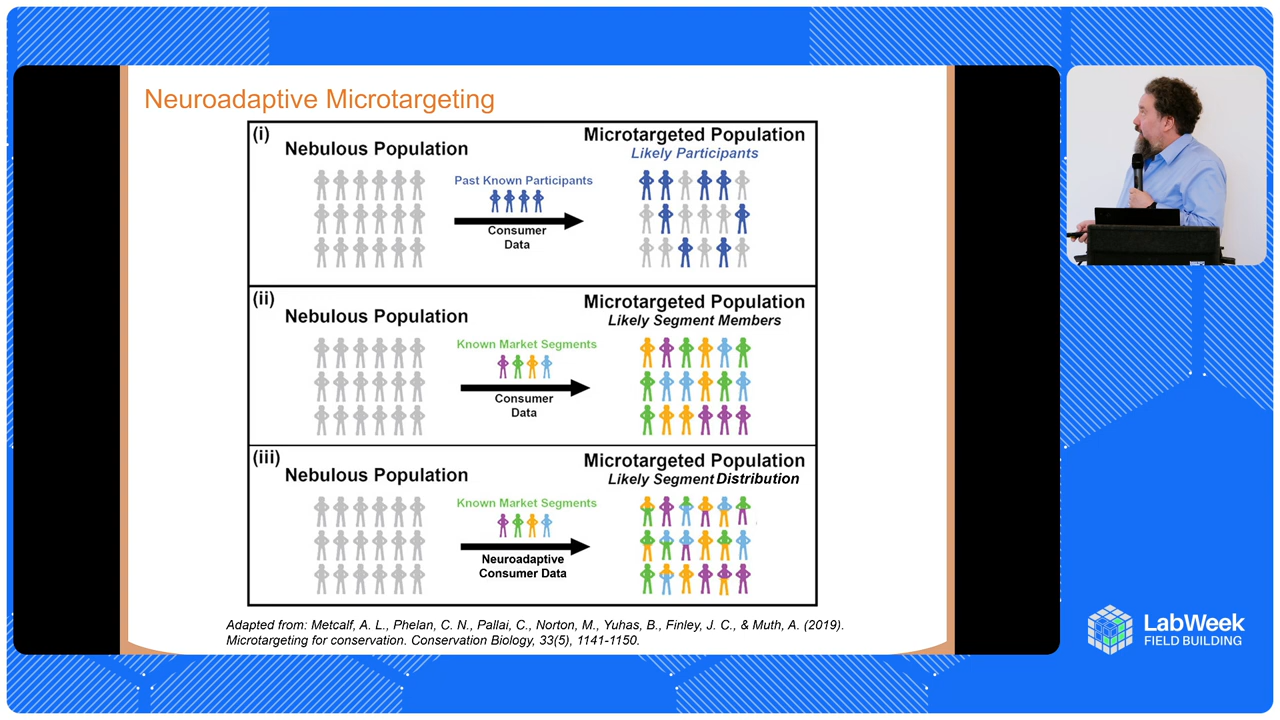 Neuroadaptive Microtargeting
(i)
Nebulous Population
Past Known Participants
Consumer
Data
Microtargeted Population
Likely Participants
(ii)
Nebulous Population
Known Market Segments
Consumer
Data
Microtargeted Population
Likely Segment Members
(iii)
Nebulous Population
Known Market Segments
Neuroadaptive
Consumer Data
Microtargeted Population
Likely Segment Distribution
Adapted from: Metcalf, A. L., Phelan, C. N., Pallai, C., Norton, M., Yuhas, B., Finley, J. C., & Muth, A. (2019).
Microtargeting for conservation. Conservation Biology, 33(5), 1141-1150.
LabWeek
FIELD BUILDING